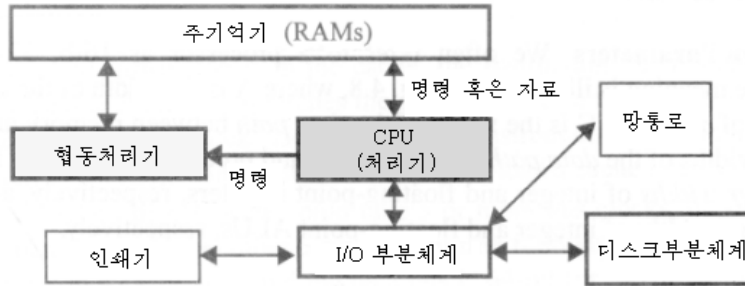 주기억기 (RAMs)
명령 혹은 자료
망통로
CPU
(처리기)
협동처리기
명령
인쇄기
I/O 부분체계
디스크부분체계